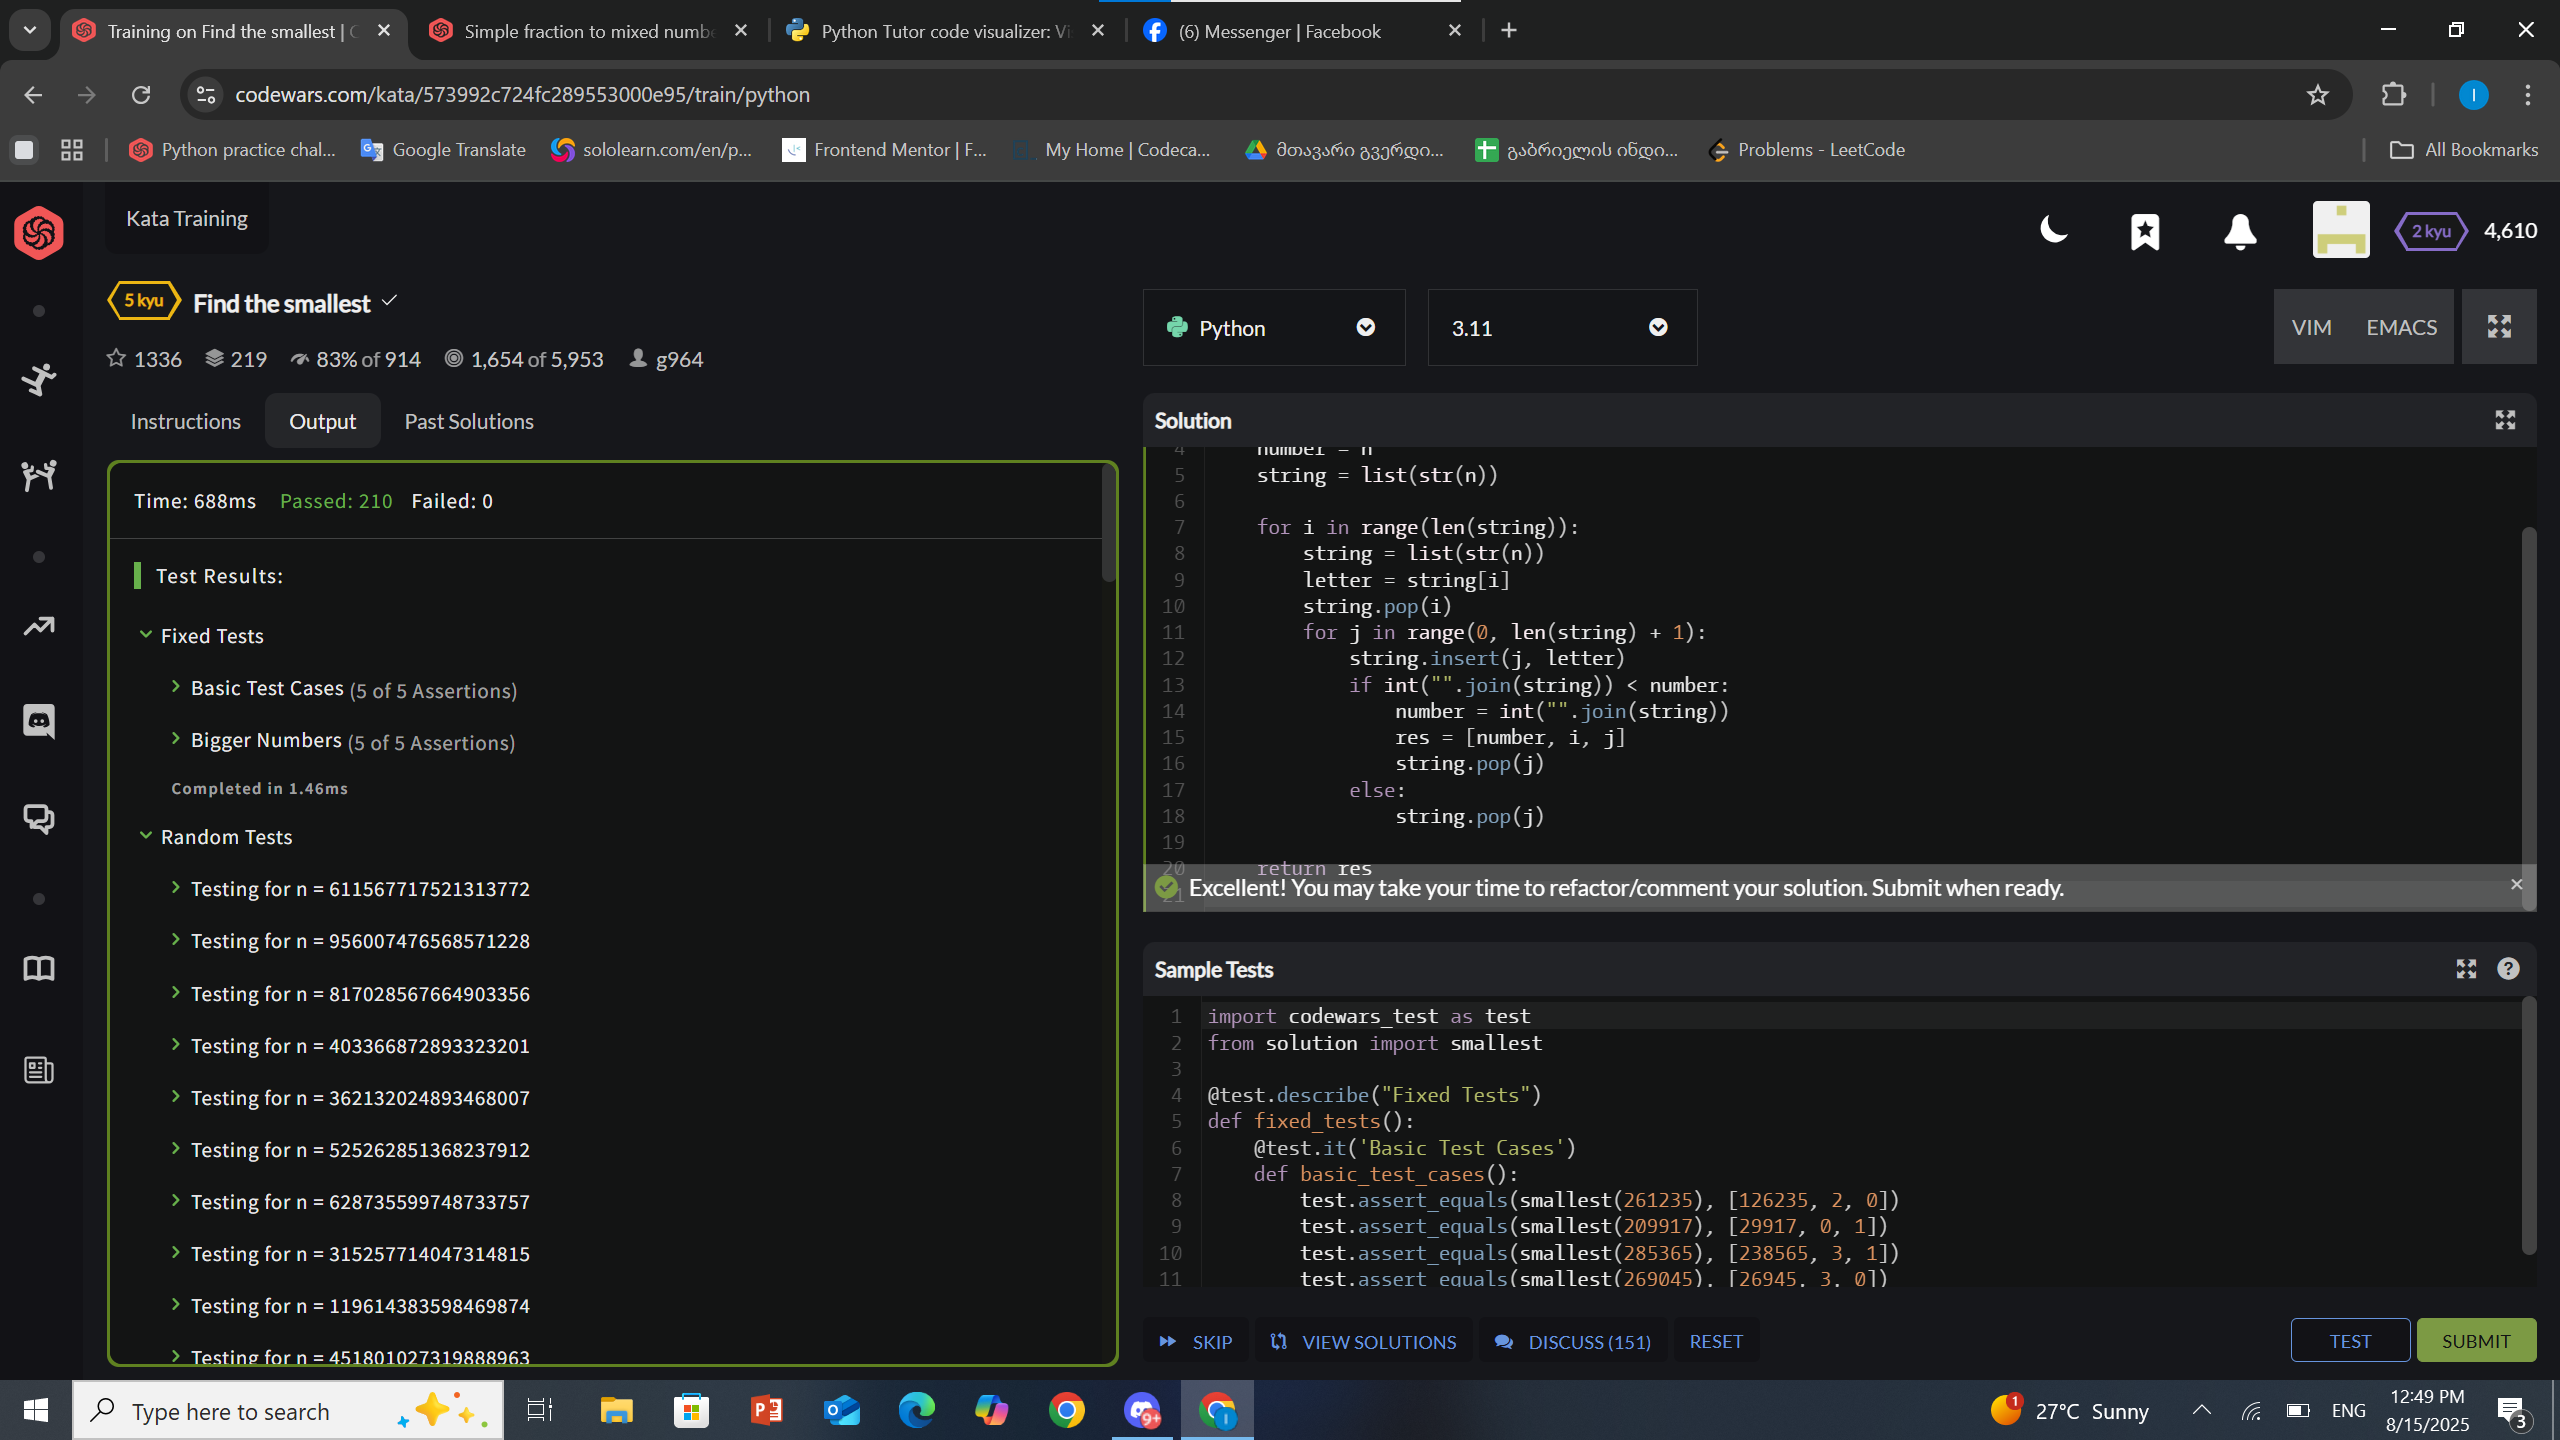 Training on Find the smallest | C
Simple fraction to mixed numbe
Python Tutor code visualizer: Vi
(6) Messenger | Facebook
codewars.com/kata/573992c724fc289553000e95/train/python
Python practice chal...
Google Translate
sololearn.com/en/p...
Frontend Mentor | F...
My Home | Codeca...
მთავარი გვერდი...
გაბრიელის ინდი...
Problems - LeetCode
All Bookmarks
Kata Training
2 kyu
4,610
5 kyu
Find the smallest
1336
219
83% of 914
1,654 of 5,953
g964
Python
3.11
VIM
EMACS
Instructions
Output
Past Solutions
Time: 688ms Passed: 210 Failed: 0
Test Results:
Fixed Tests
Basic Test Cases (5 of 5 Assertions)
Bigger Numbers (5 of 5 Assertions)
Completed in 1.46ms
Random Tests
Testing for n = 611567717521313772
Testing for n = 956007476568571228
Testing for n = 817028567664903356
Testing for n = 403366872893323201
Testing for n = 362132024893468007
Testing for n = 525262851368237912
Testing for n = 628735599748733757
Testing for n = 315257714047314815
Testing for n = 119614383598469874
Testing for n = 451801027319888963
Solution
4 number = n
5 string = list(str(n))
6
7 for i in range(len(string)):
8 string = list(str(n))
9 letter = string[i]
10 string.pop(i)
11 for j in range(0, len(string) + 1):
12 string.insert(j, letter)
13 if int("".join(string)) < number:
14 number = int("".join(string))
15 res = [number, i, j]
16 string.pop(j)
17 else:
18 string.pop(j)
19
20 return res
21
Excellent! You may take your time to refactor/comment your solution. Submit when ready.
Sample Tests
1 import codewars_test as test
2 from solution import smallest
3
4 @test.describe("Fixed Tests")
5 def fixed_tests():
6 @test.it('Basic Test Cases')
7 def basic_test_cases():
8 test.assert_equals(smallest(261235), [126235, 2, 0])
9 test.assert_equals(smallest(209917), [29917, 0, 1])
10 test.assert_equals(smallest(285365), [238565, 3, 1])
11 test.assert_equals(smallest(269045), [26945, 3, 0])
SKIP
VIEW SOLUTIONS
DISCUSS (151)
RESET
TEST
SUBMIT
Type here to search
9+
1
27°C Sunny
ENG
12:49 PM
8/15/2025
3